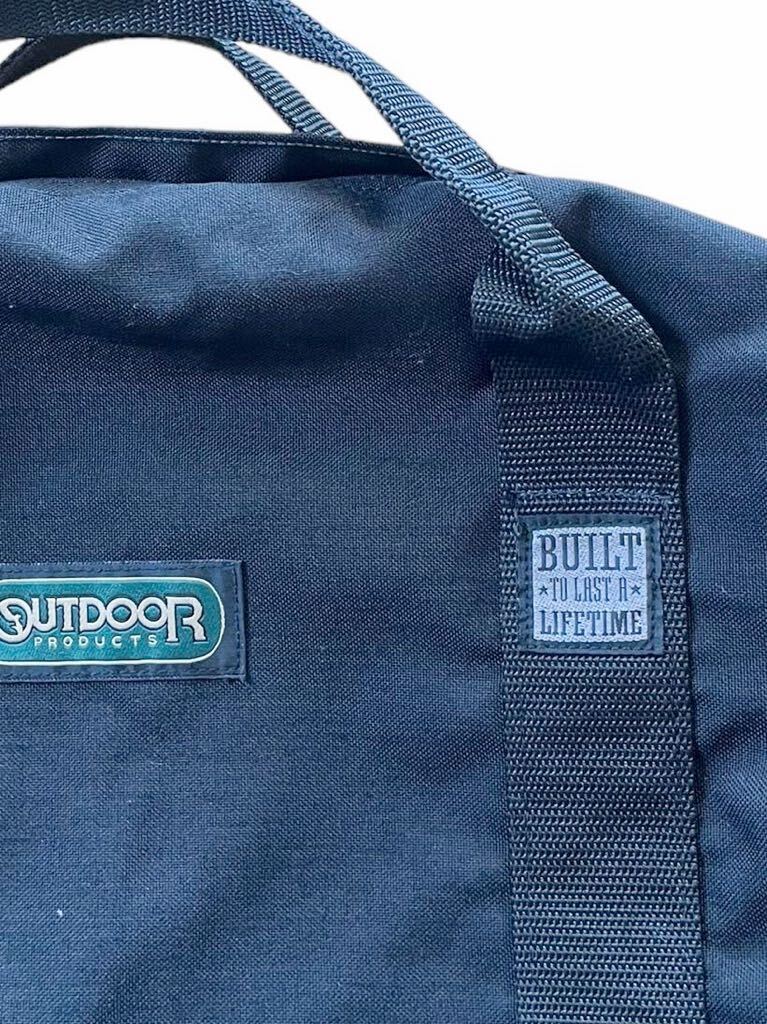 OUTDOOR
PRODUCTS
BUILT
★TO LAST A★
LIFETIME